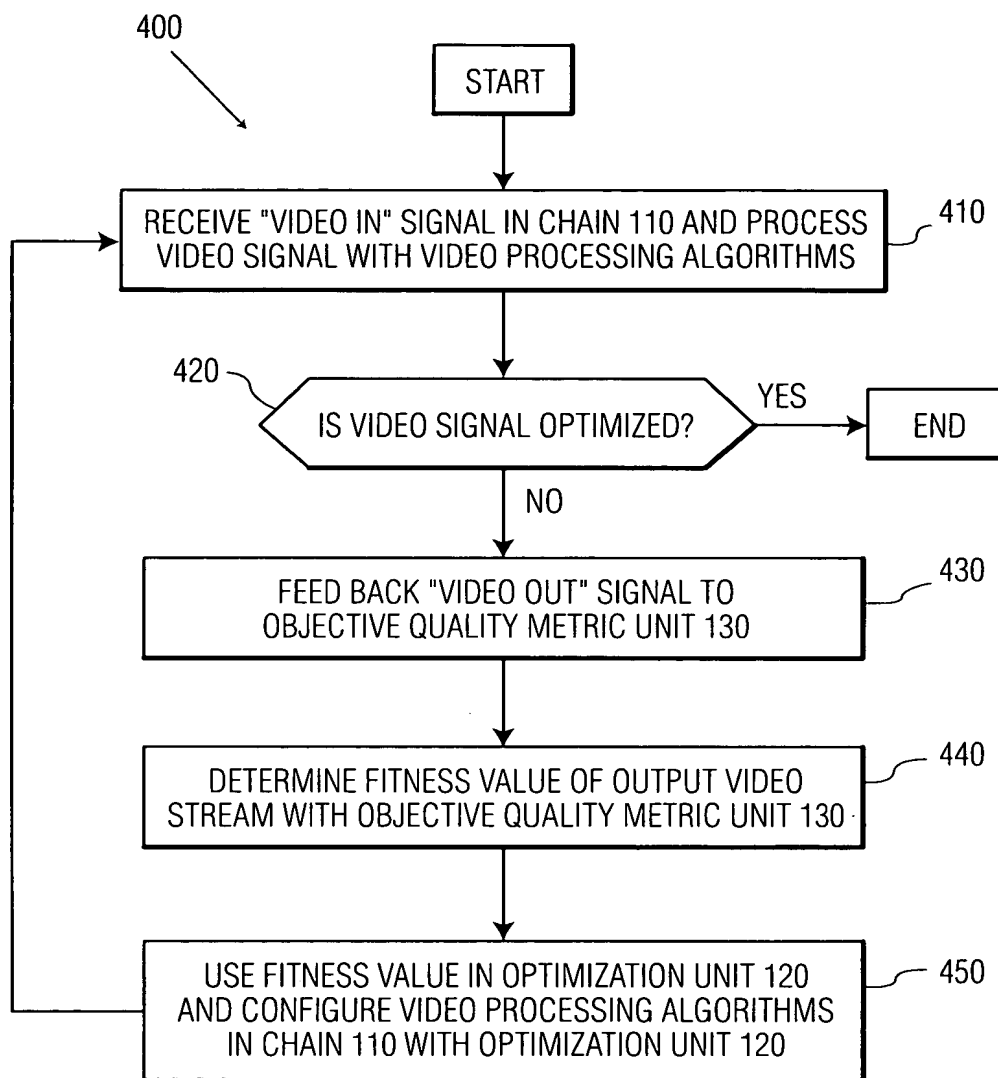 400
START
RECEIVE "VIDEO IN" SIGNAL IN CHAIN 110 AND PROCESS
VIDEO SIGNAL WITH VIDEO PROCESSING ALGORITHMS
410
420
IS VIDEO SIGNAL OPTIMIZED?
YES
END
NO
FEED BACK "VIDEO OUT" SIGNAL TO
OBJECTIVE QUALITY METRIC UNIT 130
430
DETERMINE FITNESS VALUE OF OUTPUT VIDEO
STREAM WITH OBJECTIVE QUALITY METRIC UNIT 130
440
USE FITNESS VALUE IN OPTIMIZATION UNIT 120
AND CONFIGURE VIDEO PROCESSING ALGORITHMS
IN CHAIN 110 WITH OPTIMIZATION UNIT 120
450